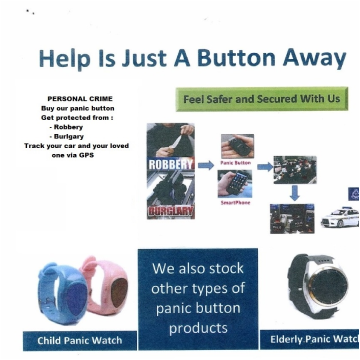 Help Is Just A Button Away
PERSONAL CRIME
Buy our panic button
Get protected from :
- Robbery
- Burlgary
Track your car and your loved
one via GPS
Feel Safer and Secured With Us
ROBBERY
BURGLARY
Panic Button
SmartPhone
We also stock
other types of
panic button
products
Child Panic Watch
Elderly Panic Watc